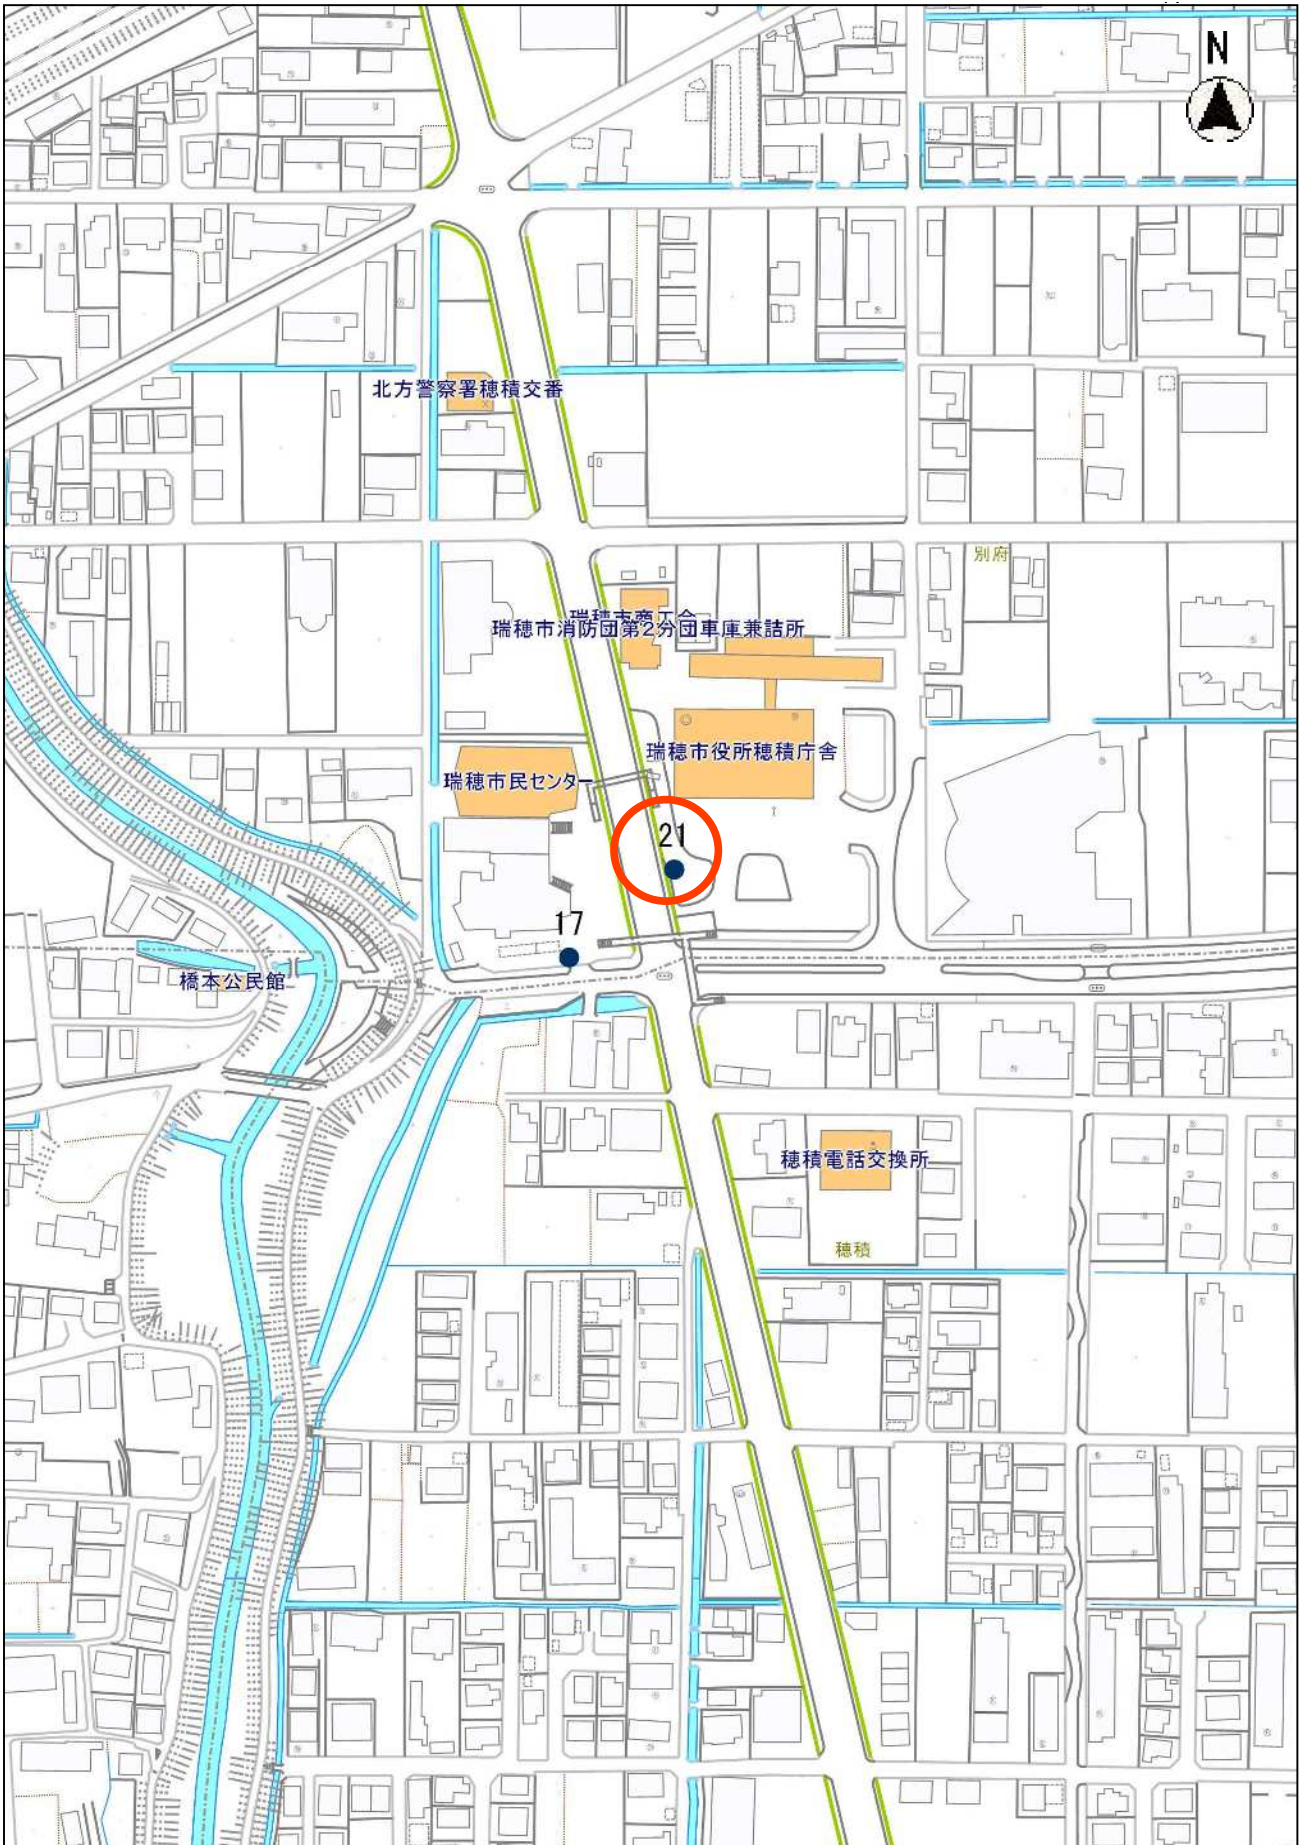 N
北方警察署穂積交番
別府
瑞穂市商工会
瑞穂市消防団第2分団車庫兼詰所
瑞穂市役所穂積庁舎
瑞穂市民センター
21
17
橋本公民館
穂積電話交換所
穂積